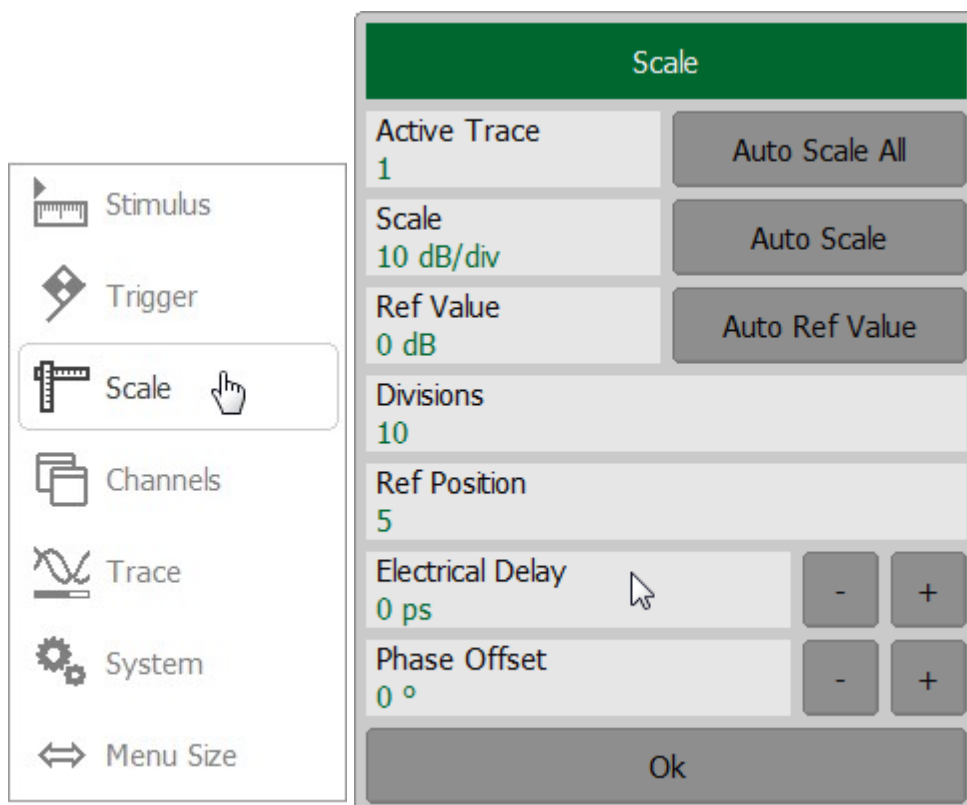 Stimulus
Trigger
Scale
Channels
Trace
System
Menu Size
Scale
Active Trace
1
Auto Scale All
Scale
10 dB/div
Auto Scale
Ref Value
0 dB
Auto Ref Value
Divisions
10
Ref Position
5
Electrical Delay
0 ps
- +
Phase Offset
0 º
- +
Ok